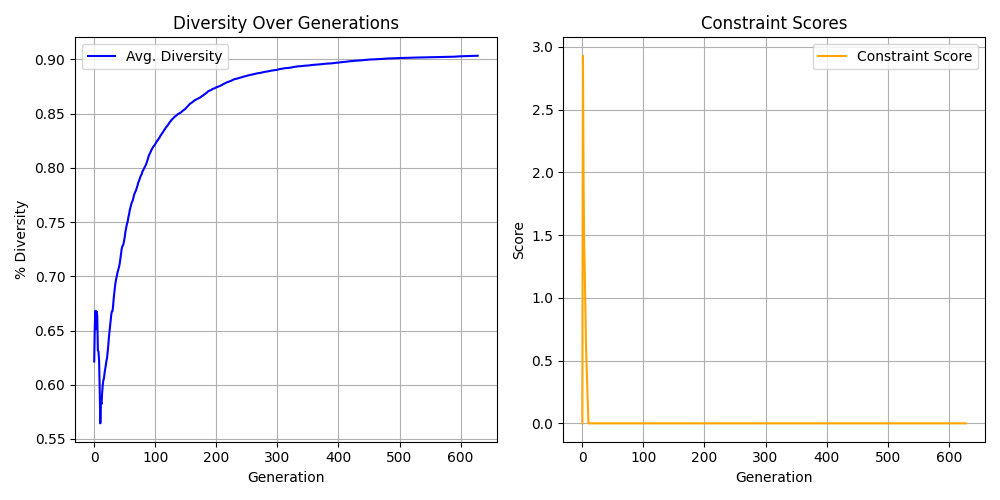 Diversity Over Generations
Avg. Diversity
% Diversity
0.90
0.85
0.80
0.75
0.70
0.65
0.60
0.55
0 100 200 300 400 500 600
Generation
Constraint Scores
Constraint Score
Score
3.0
2.5
2.0
1.5
1.0
0.5
0.0
0 100 200 300 400 500 600
Generation